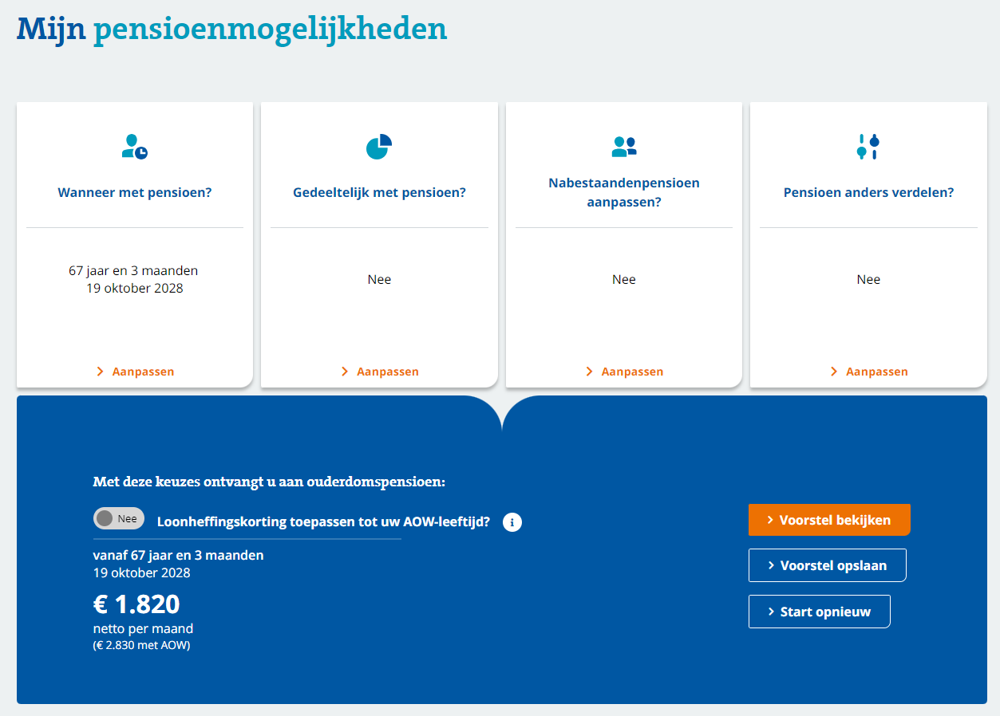 Mijn pensioenmogelijkheden
Wanneer met pensioen?
67 jaar en 3 maanden
19 oktober 2028
Aanpassen
Gedeeltelijk met pensioen?
Nee
Aanpassen
Nabestaandenpensioen
aanpassen?
Nee
Aanpassen
Pensioen anders verdelen?
Nee
Aanpassen
Met deze keuzes ontvangt u aan ouderdomspensioen:
Nee
Loonheffingskorting toepassen tot uw AOW-leeftijd?
i
vanaf 67 jaar en 3 maanden
19 oktober 2028
€ 1.820
netto per maand
(€ 2.830 met AOW)
Voorstel bekijken
Voorstel opslaan
Start opnieuw